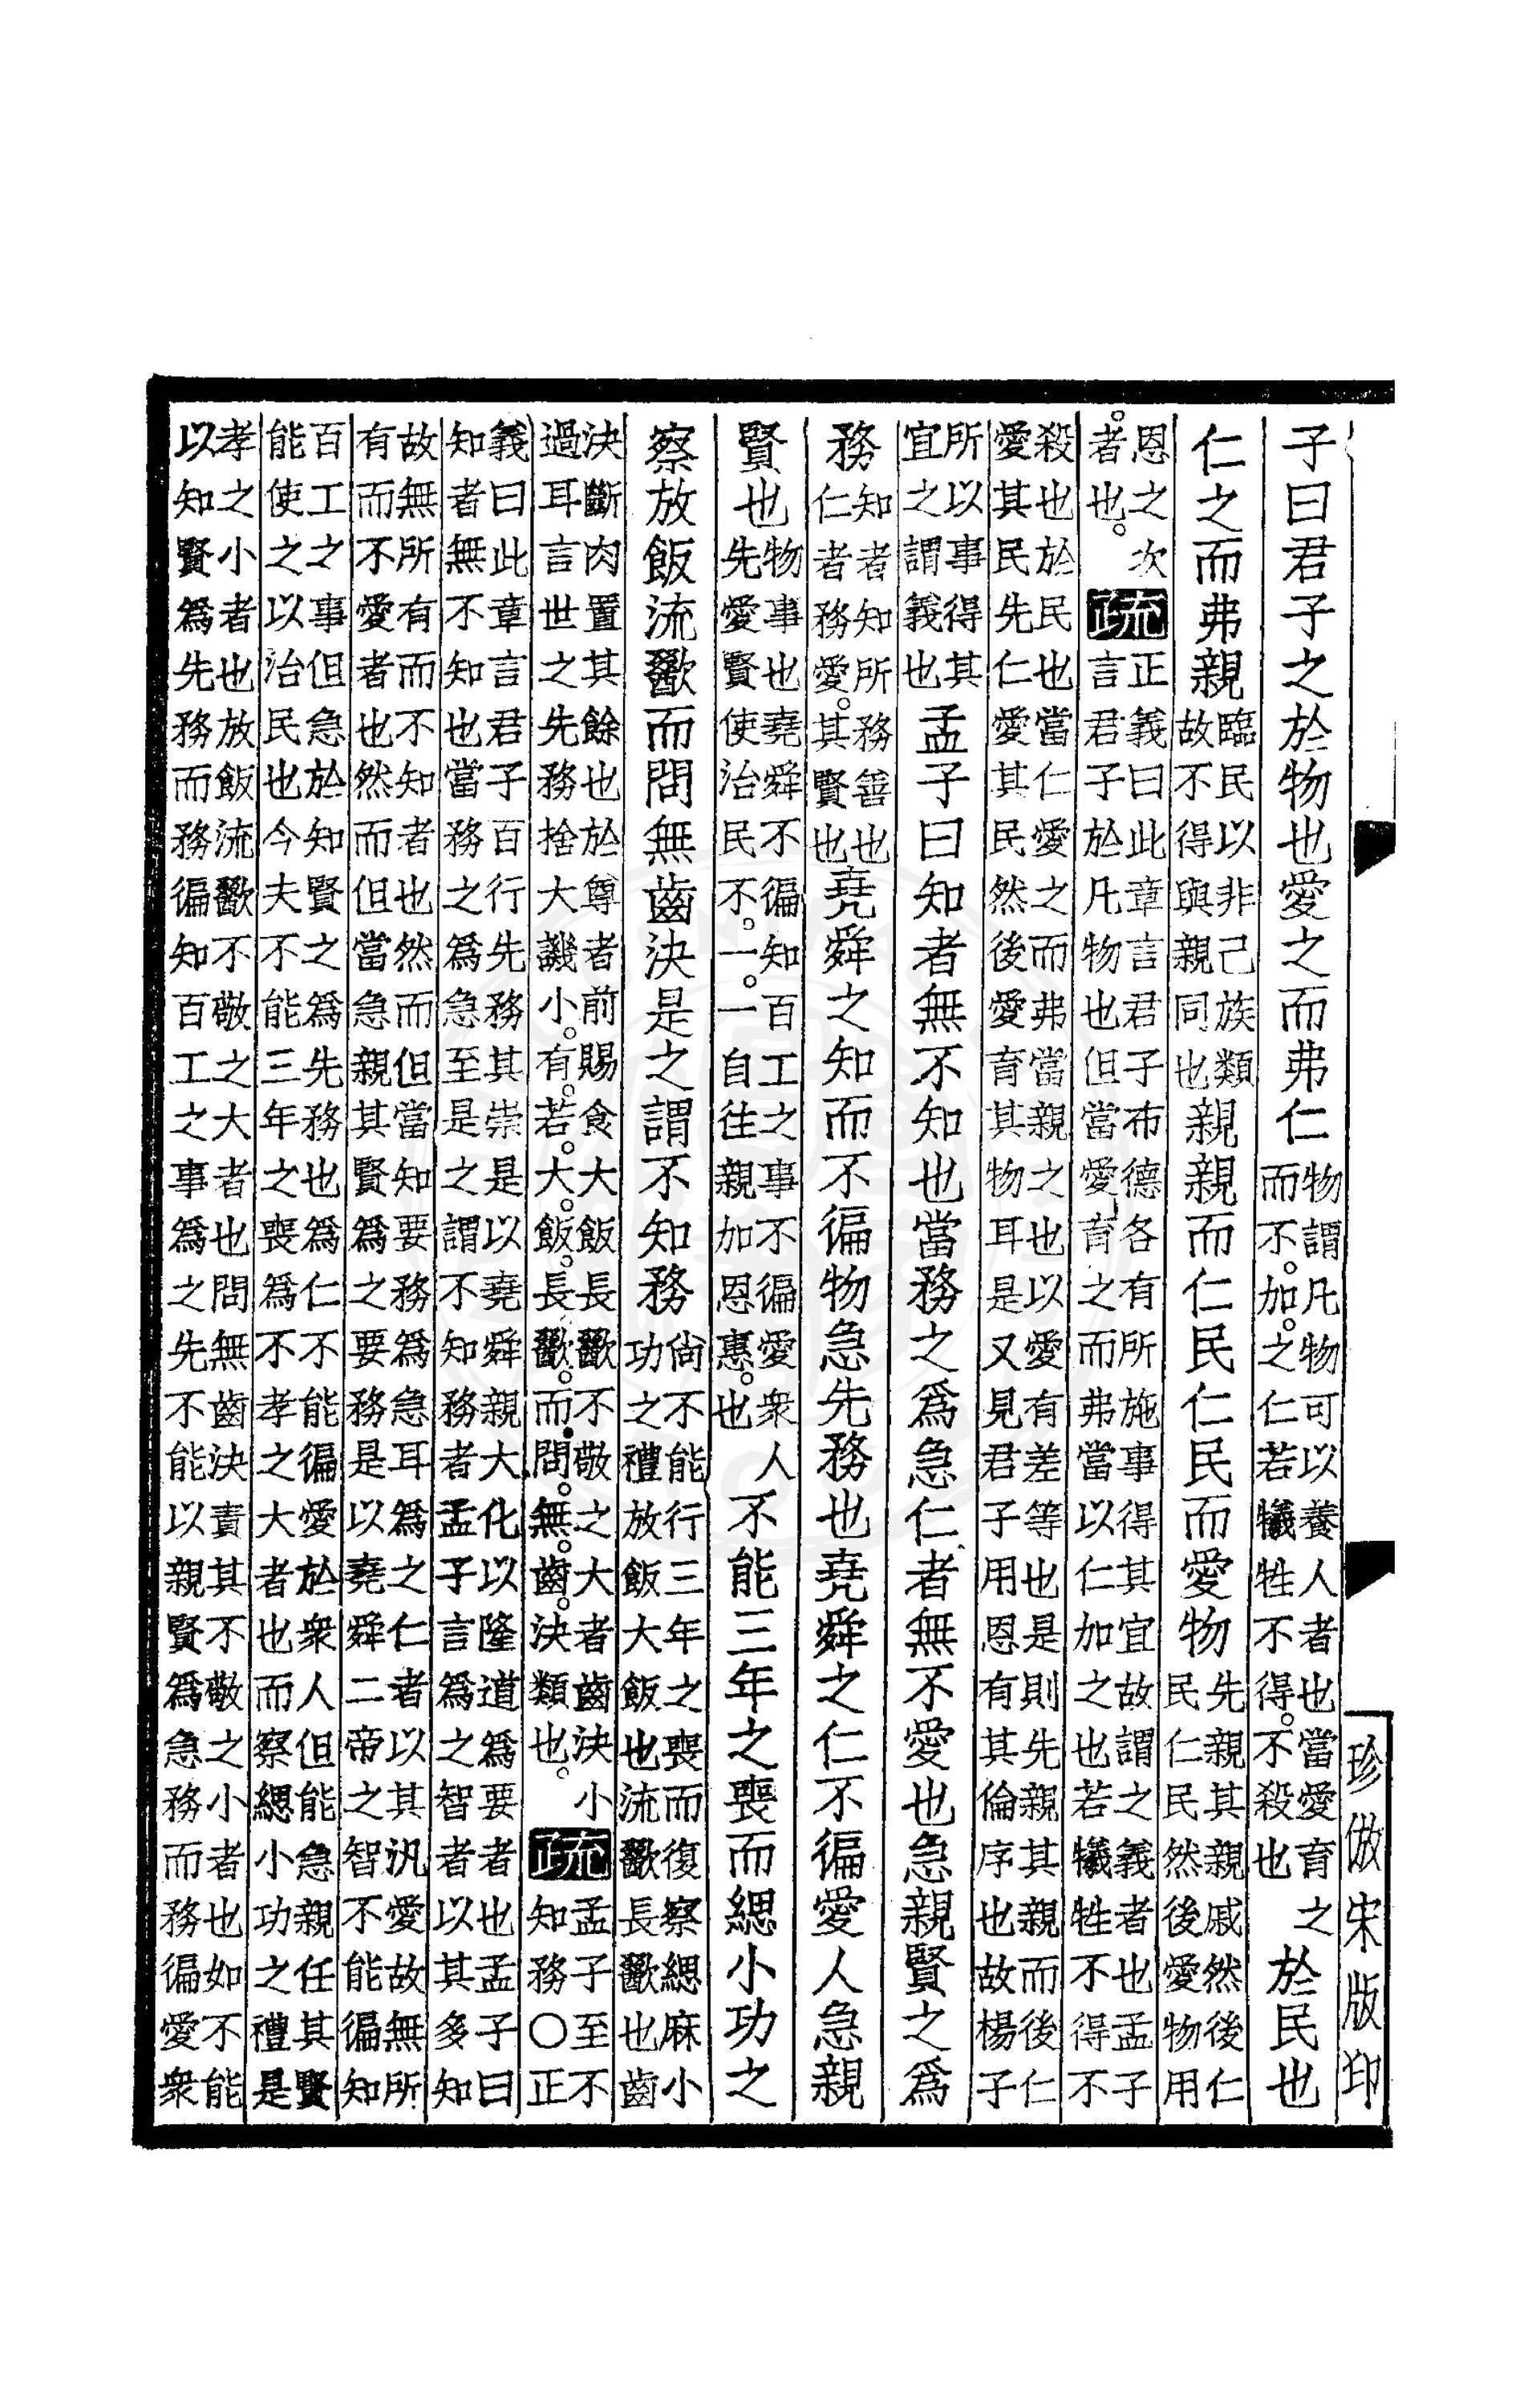 珍倣宋版印
子曰君子之於物也愛之而弗仁物謂凡物可以養人者也當愛育之而不。加。之仁若犧牲不得。不殺也於民也
仁之而弗親臨民以非己族類故不得與親同也親親而仁民仁民而愛物先親其親戚然後仁民仁民然後愛物用
恩之次。者也。疏正義曰此章言君子布德各有所施事得其宜故謂之義者也孟子言君子於凡物也但當愛育之而弗當以仁加之也若犧牲不得不
殺也於民也當仁愛之而弗當親之也以愛有差等也是則先親其親而後仁愛其民先仁愛其民然後愛育其物耳是又見君子用恩有其倫序也故楊子
所以事得其宜之謂義也孟子曰知者無不知也當務之爲急仁者無不愛也急親賢之爲
務知者知所務善也仁者務愛。其賢也堯舜之知而不徧物急先務也堯舜之仁不徧愛人急親
賢也物事也堯舜不徧知百工之事不徧愛衆人先愛賢使治民不。一。一自往親加恩惠。也不能三年之喪而緦小功之
察放飯流歠而問無齒決是之謂不知務尙不能行三年之喪而復察緦麻小功之禮放飯大飯也流歠長歠也齒
決斷肉置其餘也於尊者前賜食大飯長歠不敬之大者齒決小過耳言世之先務捨大譏小。有。若。大。飯。長歠。而問。無。齒。決類也。疏孟子至不知務○正
義曰此章言君子百行先務其崇是以堯舜親大化以隆道爲要者也孟子曰知者無不知也當務之爲急至是之謂不知務者孟子言爲之智者以其多知
故無所有而不知者也然而但當知要務爲急耳爲之仁者以其汎愛故無所有而不愛者也然而但當急親其賢爲之要務是以堯舜二帝之智不能徧知
百工之事但急於知賢之爲先務也爲仁不能徧愛於衆人但能急親任其賢能使之以治民也今夫不能三年之喪爲不孝之大者也而察緦小功之禮是
孝之小者也放飯流歠不敬之大者也問無齒決責其不敬之小者也如不能以知賢爲先務而務徧知百工之事爲之先不能以親賢爲急務而務徧愛衆